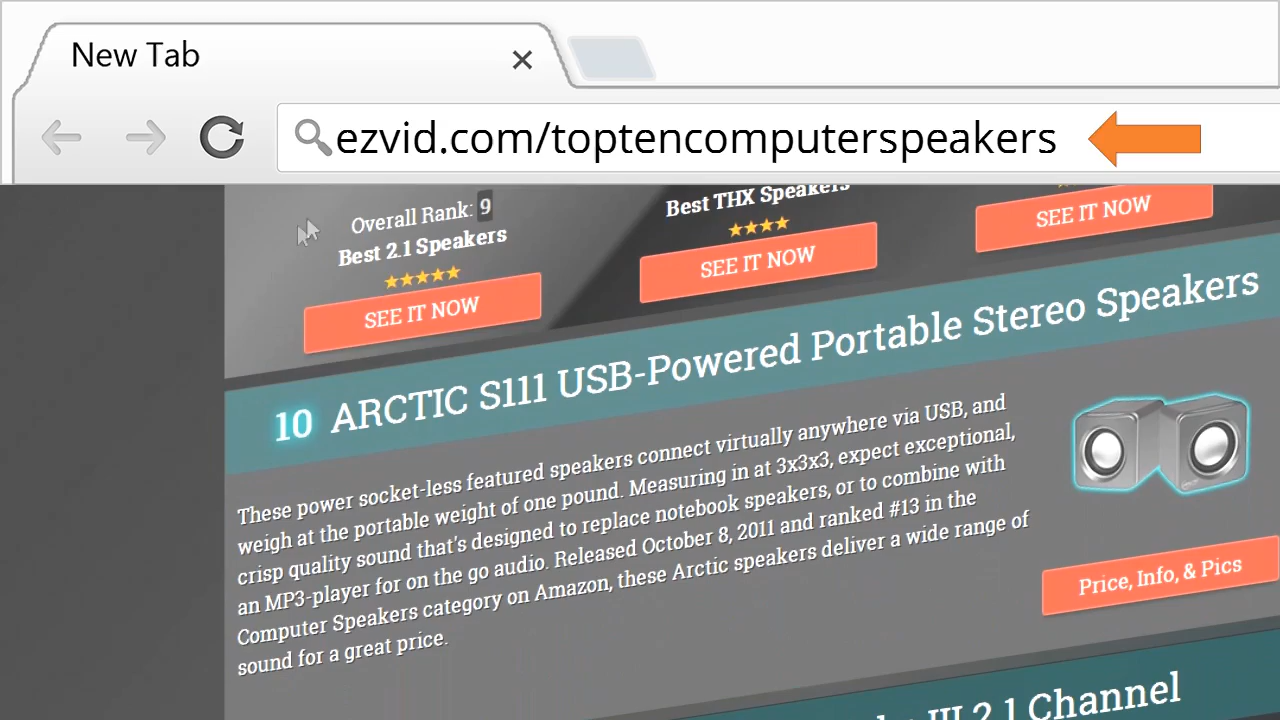 New Tab
ezvid.com/toptencomputerspeakers
Overall Rank: 9
Best 2.1 Speakers
SEE IT NOW
Best THX Speakers
SEE IT NOW
SEE IT NOW
10 ARCTIC S111 USB-Powered Portable Stereo Speakers
These power socket-less featured speakers connect virtually anywhere via USB, and
weigh at the portable weight of one pound. Measuring in at 3x3x3, expect exceptional,
crisp quality sound that's designed to replace notebook speakers, or to combine with
an MP3-player for on the go audio. Released October 8, 2011 and ranked #13 in the
Computer Speakers category on Amazon, these Arctic speakers deliver a wide range of
sound for a great price.
Price, Info, & Pics
III 2.1 Channel